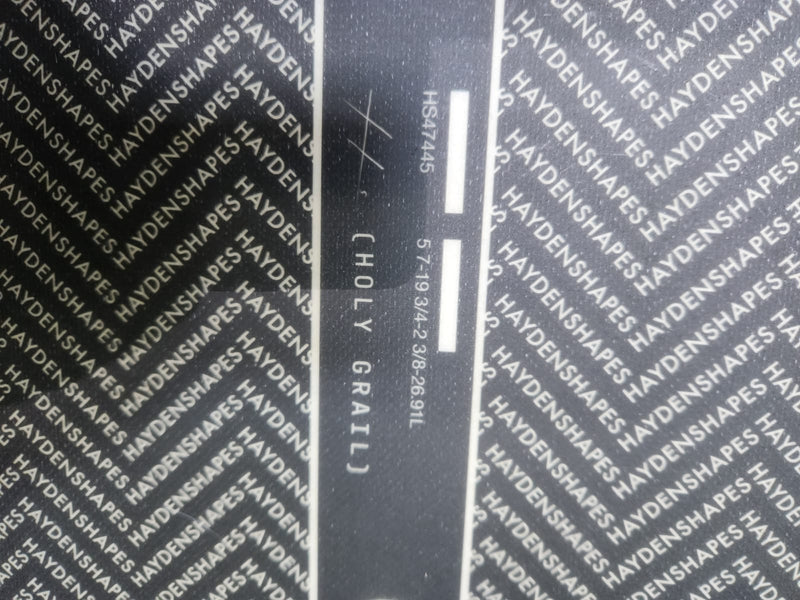 HS47445
5 7-19 3/4-2 3/8-26.91L
(HOLY GRAIL)
HAYDENSHAPES